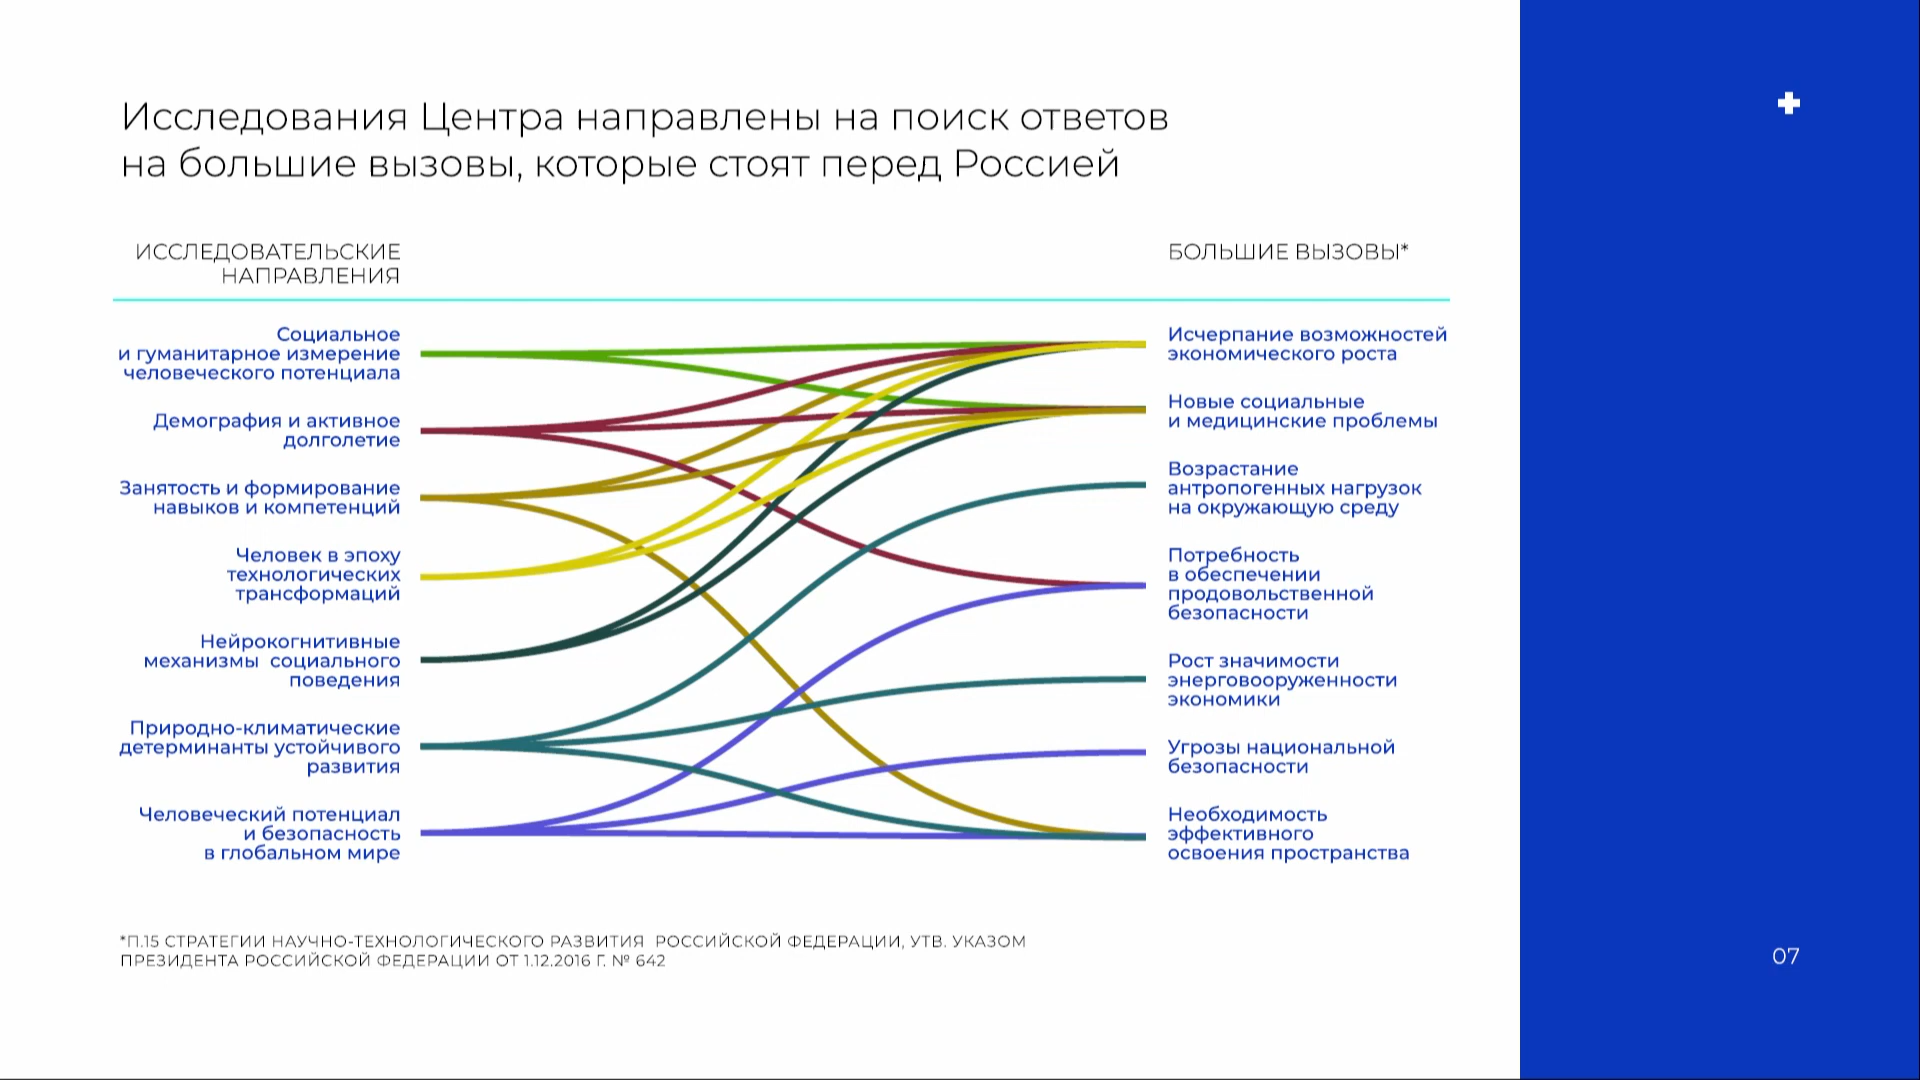 Исследования Центра направлены на поиск ответов
на большие вызовы, которые стоят перед Россией
ИССЛЕДОВАТЕЛЬСКИЕ
НАПРАВЛЕНИЯ
БОЛЬШИЕ ВЫЗОВЫ*
Социальное
и гуманитарное измерение
человеческого потенциала
Демография и активное
долголетие
Занятость и формирование
навыков и компетенций
Человек в эпоху
технологических
трансформаций
Нейрокогнитивные
механизмы социального
поведения
Природно-климатические
детерминанты устойчивого
развития
Человеческий потенциал
и безопасность
в глобальном мире
Исчерпание возможностей
экономического роста
Новые социальные
и медицинские проблемы
Возрастание
антропогенных нагрузок
на окружающую среду
Потребность
в обеспечении
продовольственной
безопасности
Рост значимости
энерговооруженности
экономики
Угрозы национальной
безопасности
Необходимость
эффективного
освоения пространства
*П.15 СТРАТЕГИИ НАУЧНО-ТЕХНОЛОГИЧЕСКОГО РАЗВИТИЯ РОССИЙСКОЙ ФЕДЕРАЦИИ, УТВ. УКАЗОМ
ПРЕЗИДЕНТА РОССИЙСКОЙ ФЕДЕРАЦИИ ОТ 1.12.2016 Г. № 642
07